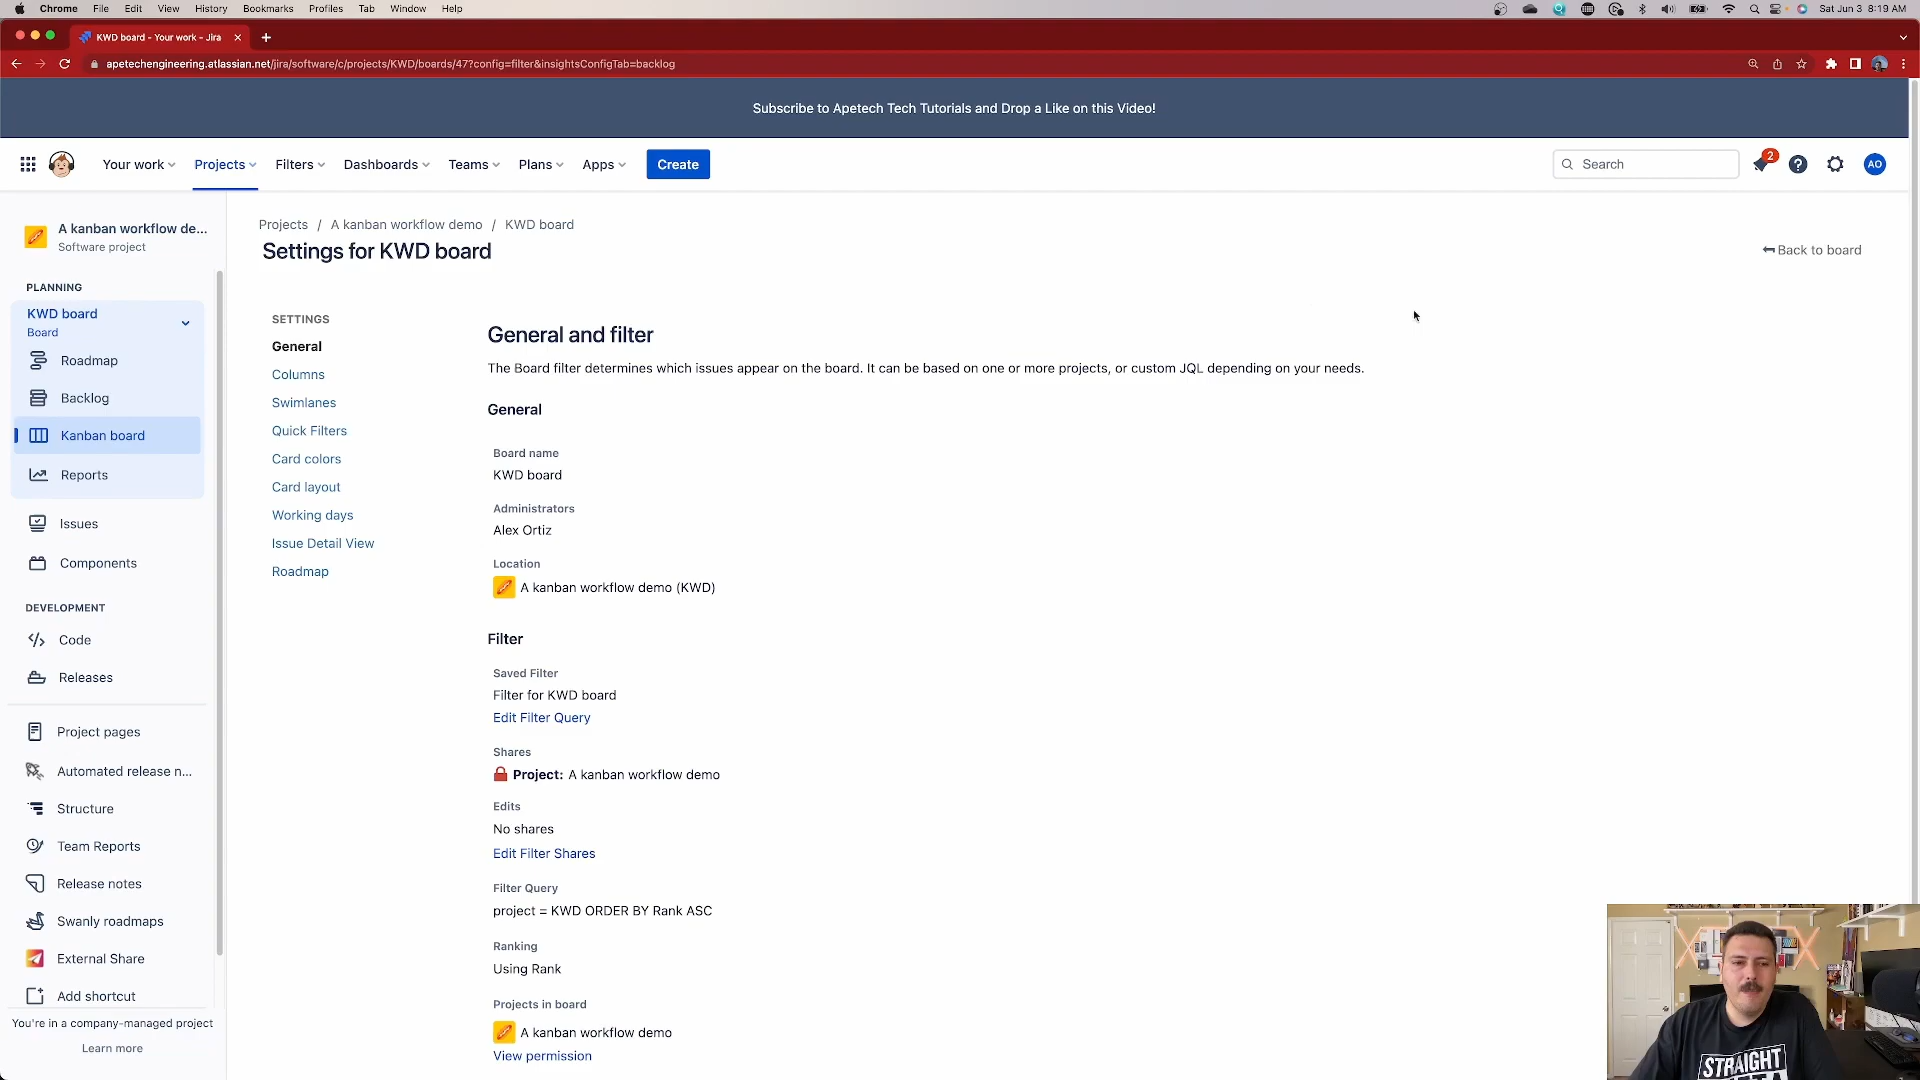 Chrome File Edit View History Bookmarks Profiles Tab Window Help
Sat Jun 3 8:19 AM
KWD board - Your work - Jira
apetechengineering.atlassian.net/jira/software/c/projects/KWD/boards/47?config=filter&insightsConfigTab=backlog
Subscribe to Apetech Tech Tutorials and Drop a Like on this Video!
Your work Projects Filters Dashboards Teams Plans Apps Create
Search
2
AO
A kanban workflow de...
Software project
PLANNING
KWD board
Board
Roadmap
Backlog
Kanban board
Reports
Issues
Components
DEVELOPMENT
Code
Releases
Project pages
Automated release n...
Structure
Team Reports
Release notes
Swanly roadmaps
External Share
Add shortcut
You're in a company-managed project
Learn more
Projects / A kanban workflow demo / KWD board
Settings for KWD board
Back to board
SETTINGS
General
Columns
Swimlanes
Quick Filters
Card colors
Card layout
Working days
Issue Detail View
Roadmap
General and filter
The Board filter determines which issues appear on the board. It can be based on one or more projects, or custom JQL depending on your needs.
General
Board name
KWD board
Administrators
Alex Ortiz
Location
A kanban workflow demo (KWD)
Filter
Saved Filter
Filter for KWD board
Edit Filter Query
Shares
Project: A kanban workflow demo
Edits
No shares
Edit Filter Shares
Filter Query
project = KWD ORDER BY Rank ASC
Ranking
Using Rank
Projects in board
A kanban workflow demo
View permission
STRAIGHT